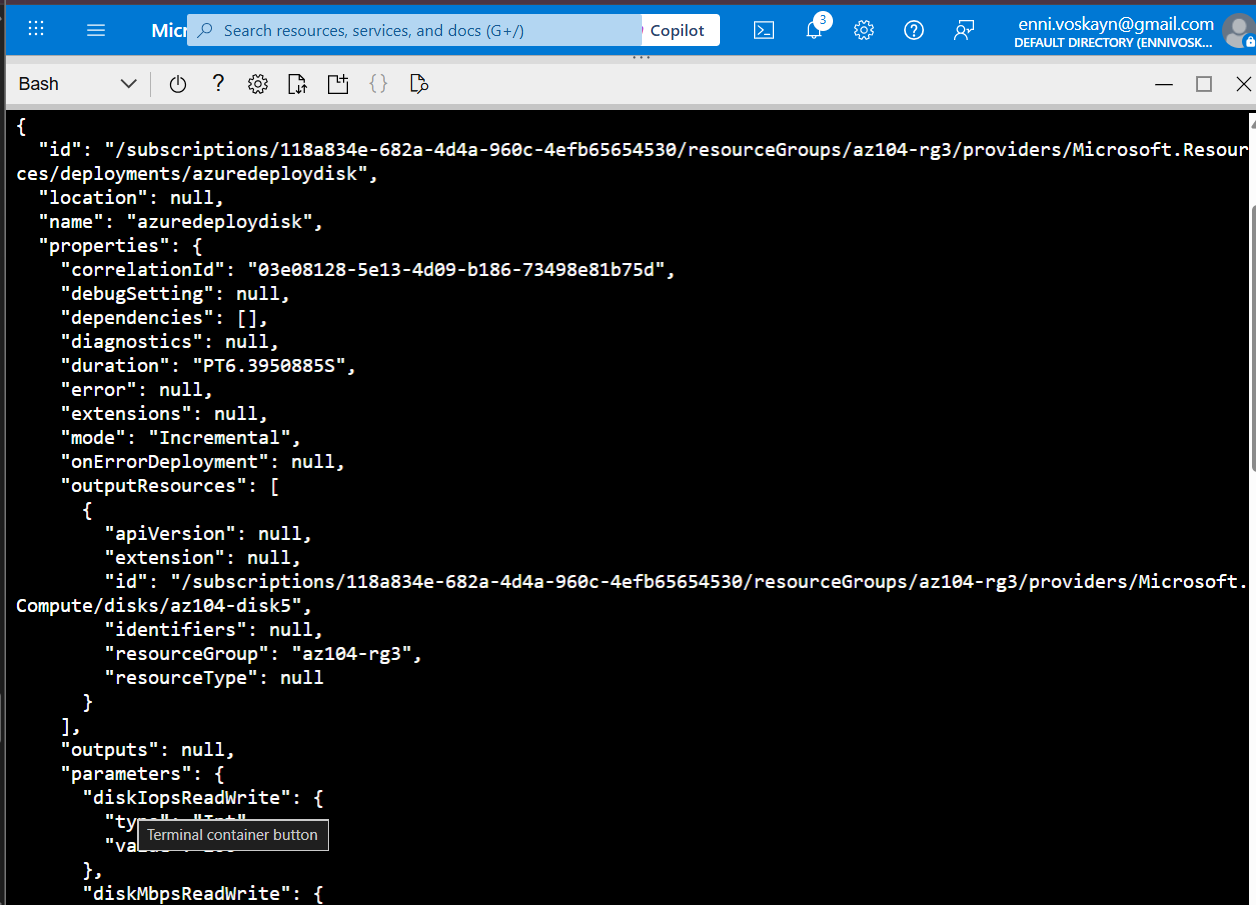 Micr
Search resources, services, and docs (G+/)
Copilot
3
enni.voskayn@gmail.com
DEFAULT DIRECTORY (ENNIVOSK...
Bash
{
"id": "/subscriptions/118a834e-682a-4d4a-960c-4efb65654530/resourceGroups/az104-rg3/providers/Microsoft.Resour
ces/deployments/azuredeploydisk",
"location": null,
"name": "azuredeploydisk",
"properties": {
"correlationId": "03e08128-5e13-4d09-b186-73498e81b75d",
"debugSetting": null,
"dependencies": [],
"diagnostics": null,
"duration": "PT6.3950885S",
"error": null,
"extensions": null,
"mode": "Incremental",
"onErrorDeployment": null,
"outputResources": [
{
"apiVersion": null,
"extension": null,
"id": "/subscriptions/118a834e-682a-4d4a-960c-4efb65654530/resourceGroups/az104-rg3/providers/Microsoft.
Compute/disks/az104-disk5",
"identifiers": null,
"resourceGroup": "az104-rg3",
"resourceType": null
}
],
"outputs": null,
"parameters": {
"diskIopsReadWrite": {
"ty
Terminal container button
"va
},
"diskMbpsReadWrite": {